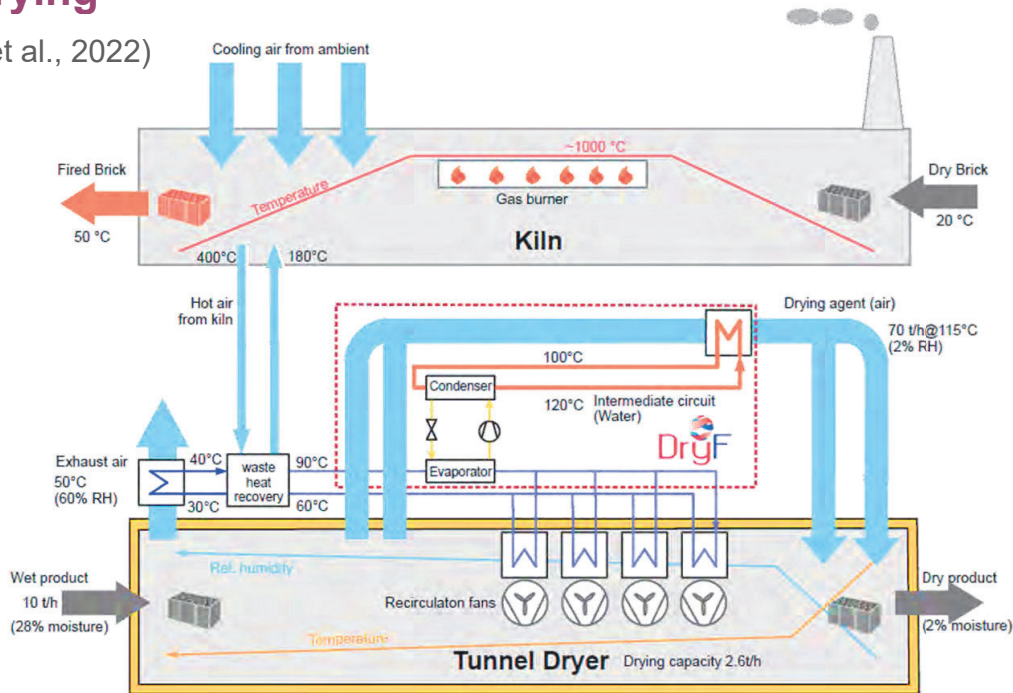 rying
et al., 2022)
Cooling air from ambient
~1000 °C
Fired Brick
Dry Brick
Temperature
Gas burner
50 °C
20 °C
Kiln
400°C
180°C
Hot air
from kiln
Drying agent (air)
70 t/h@115°C
(2% RH)
100°C
Condenser
120°C
Intermediate circuit
(Water)
DryF
Exhaust air
50°C
(60% RH)
40°C
waste
heat
recovery
90°C
Evaporator
30°C
60°C
Wet product
10 t/h
(28% moisture)
Rel. humidity
Recirculaton fans
Dry product
(2% moisture)
Temperature
Tunnel Dryer
Drying capacity 2.6t/h